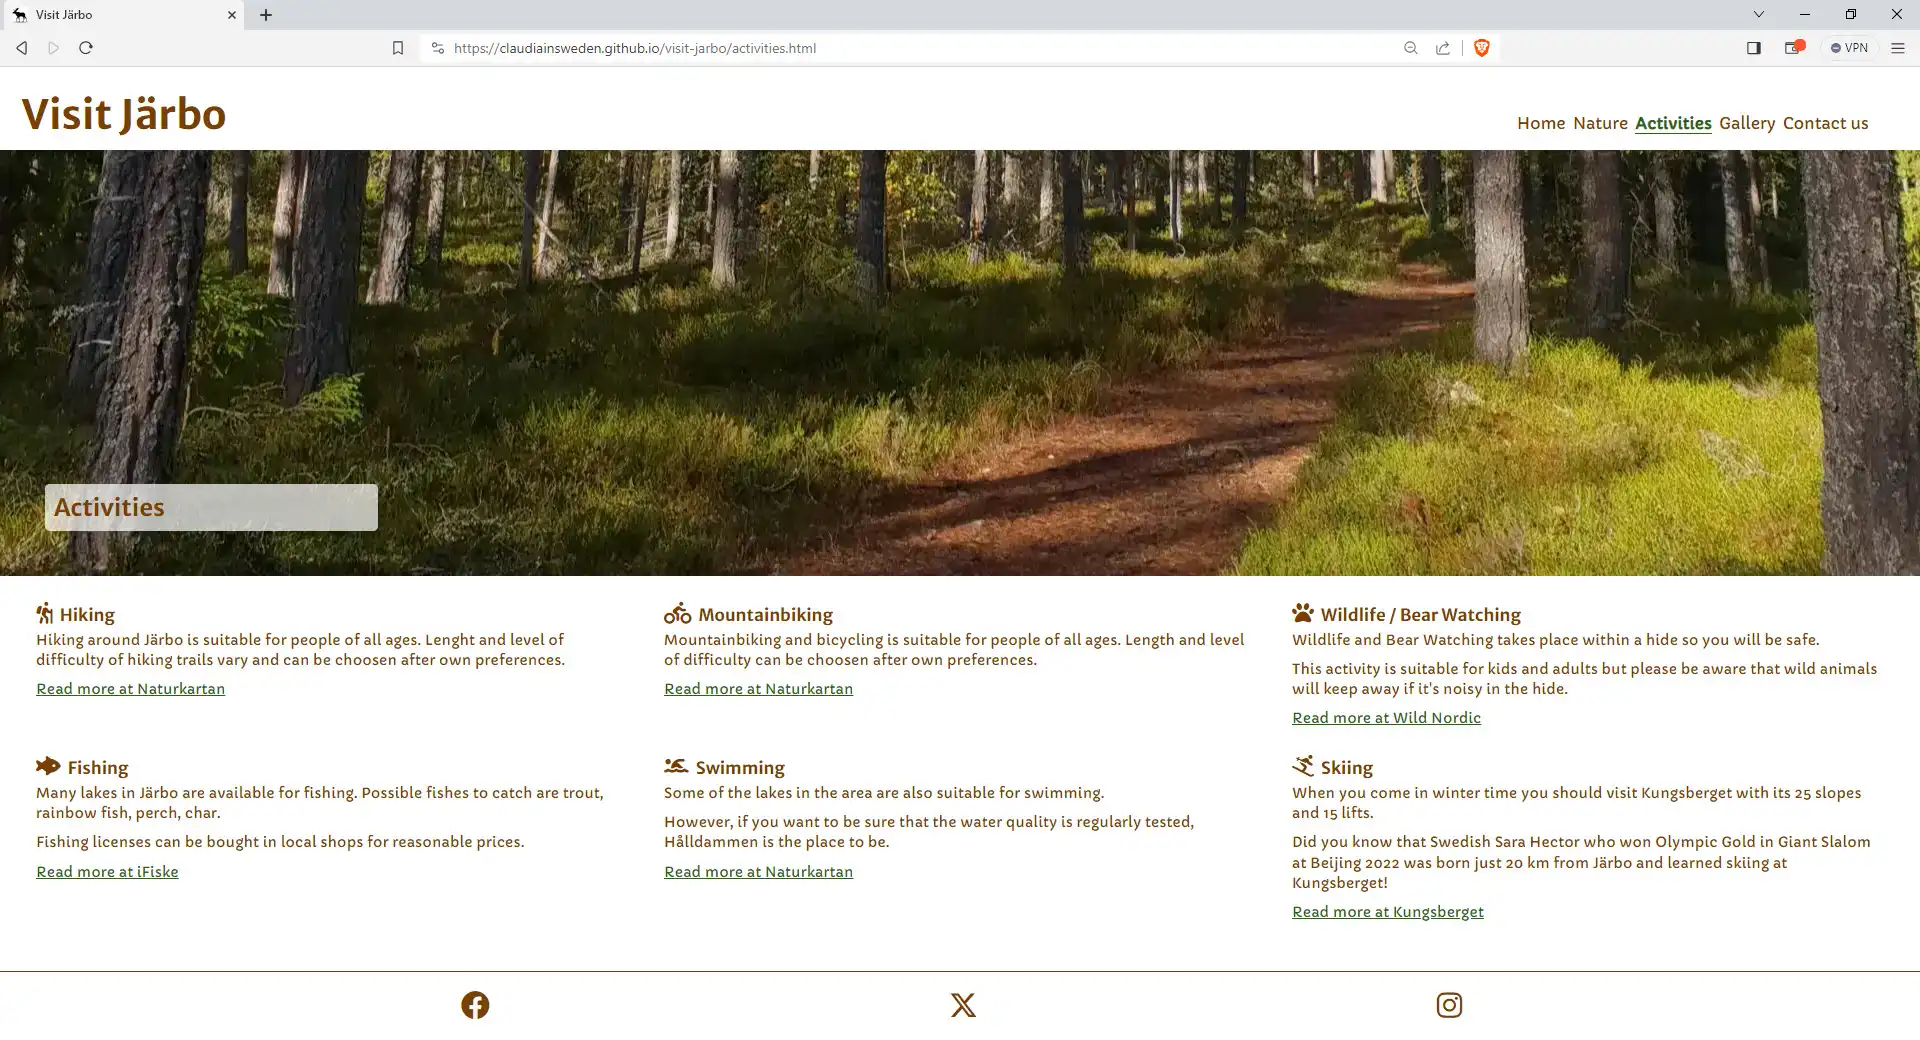 Visit Järbo
https://claudiainsweden.github.io/visit-jarbo/activities.html
VPN
Visit Järbo
Home Nature Activities Gallery Contact us
Activities
Hiking
Hiking around Järbo is suitable for people of all ages. Lenght and level of
difficulty of hiking trails vary and can be choosen after own preferences.
Read more at Naturkartan
Mountainbiking
Mountainbiking and bicycling is suitable for people of all ages. Length and level
of difficulty can be choosen after own preferences.
Read more at Naturkartan
Wildlife / Bear Watching
Wildlife and Bear Watching takes place within a hide so you will be safe.
This activity is suitable for kids and adults but please be aware that wild animals
will keep away if it's noisy in the hide.
Read more at Wild Nordic
Fishing
Many lakes in Järbo are available for fishing. Possible fishes to catch are trout,
rainbow fish, perch, char.
Fishing licenses can be bought in local shops for reasonable prices.
Read more at iFiske
Swimming
Some of the lakes in the area are also suitable for swimming.
However, if you want to be sure that the water quality is regularly tested,
Hålldammen is the place to be.
Read more at Naturkartan
Skiing
When you come in winter time you should visit Kungsberget with its 25 slopes
and 15 lifts.
Did you know that Swedish Sara Hector who won Olympic Gold in Giant Slalom
at Beijing 2022 was born just 20 km from Järbo and learned skiing at
Kungsberget!
Read more at Kungsberget